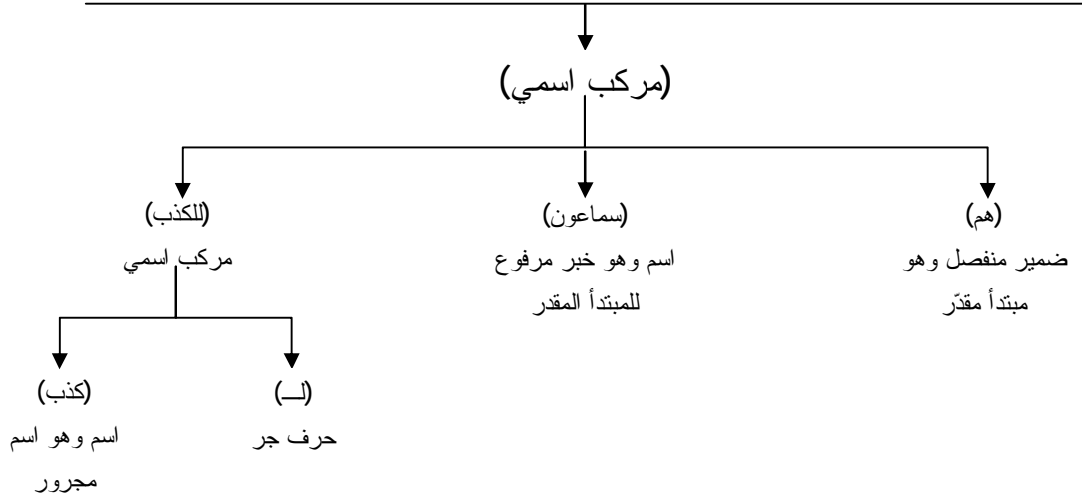 (مركب اسمي)
(هم)
ضمير منفصل وهو
مبتدأ مقدّر
(سماعون)
اسم وهو خبر مرفوع
للمبتدأ المقدر
(للكذب)
مركب اسمي
(لـــ)
حرف جر
(كذب)
اسم وهو اسم
مجرور